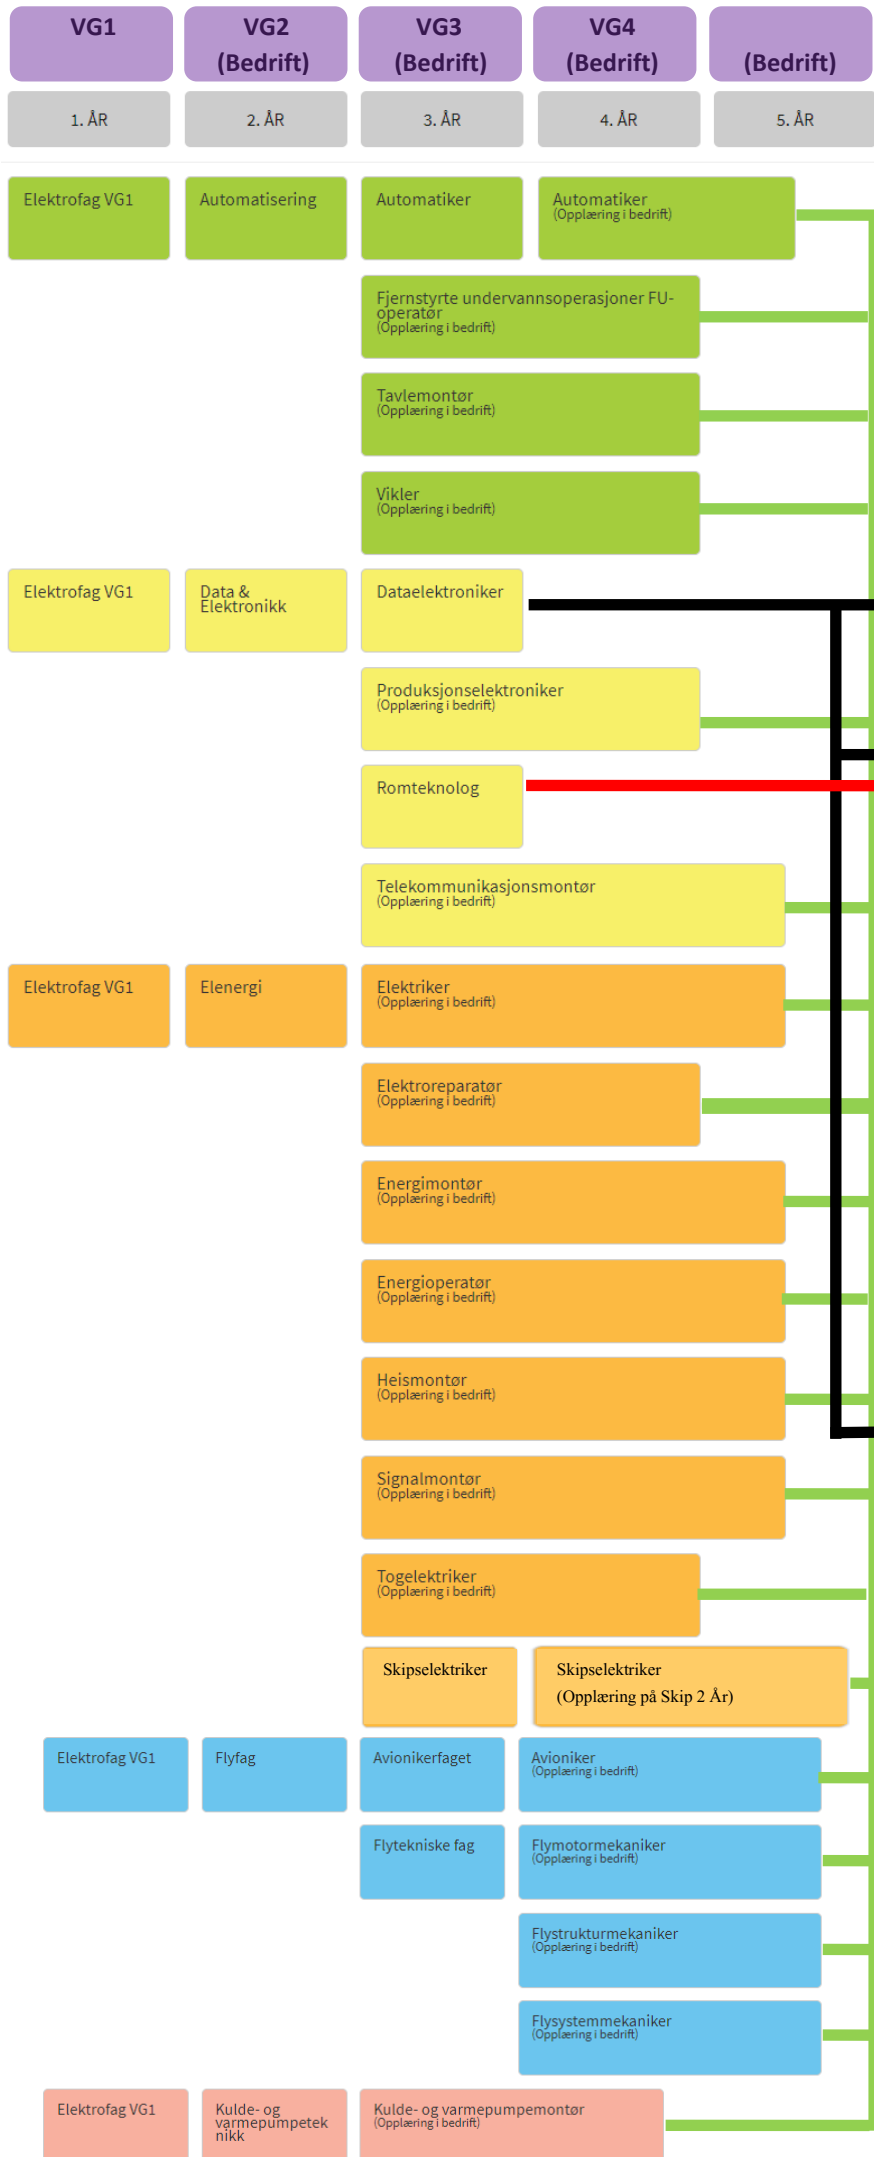 VG1
VG2
(Bedrift)
VG3
(Bedrift)
VG4
(Bedrift)
(Bedrift)
1. ÅR
2. ÅR
3. ÅR
4. ÅR
5. ÅR
Elektrofag VG1
Automatisering
Automatiker
Automatiker
(Opplæring i bedrift)
Fjernstyrte undervannsoperasjoner FU-
operatør
(Opplæring i bedrift)
Tavlemontør
(Opplæring i bedrift)
Vikler
(Opplæring i bedrift)
Elektrofag VG1
Data &
Elektronikk
Dataelektroniker
Produksjonselektroniker
(Opplæring i bedrift)
Romteknolog
Telekommunikasjonsmontør
(Opplæring i bedrift)
Elektrofag VG1
Elenergi
Elektriker
(Opplæring i bedrift)
Elektroreparatør
(Opplæring i bedrift)
Energimontør
(Opplæring i bedrift)
Energioperatør
(Opplæring i bedrift)
Heismontør
(Opplæring i bedrift)
Signalmontør
(Opplæring i bedrift)
Togelektriker
(Opplæring i bedrift)
Skipselektriker
Skipselektriker
(Opplæring på Skip 2 År)
Elektrofag VG1
Flyfag
Avionikerfaget
Avioniker
(Opplæring i bedrift)
Flytekniske fag
Flymotormekaniker
(Opplæring i bedrift)
Flystrukturmekaniker
(Opplæring i bedrift)
Flysystemmekaniker
(Opplæring i bedrift)
Elektrofag VG1
Kulde- og
varmepumpetek
nikk
Kulde- og varmepumpemontør
(Opplæring i bedrift)